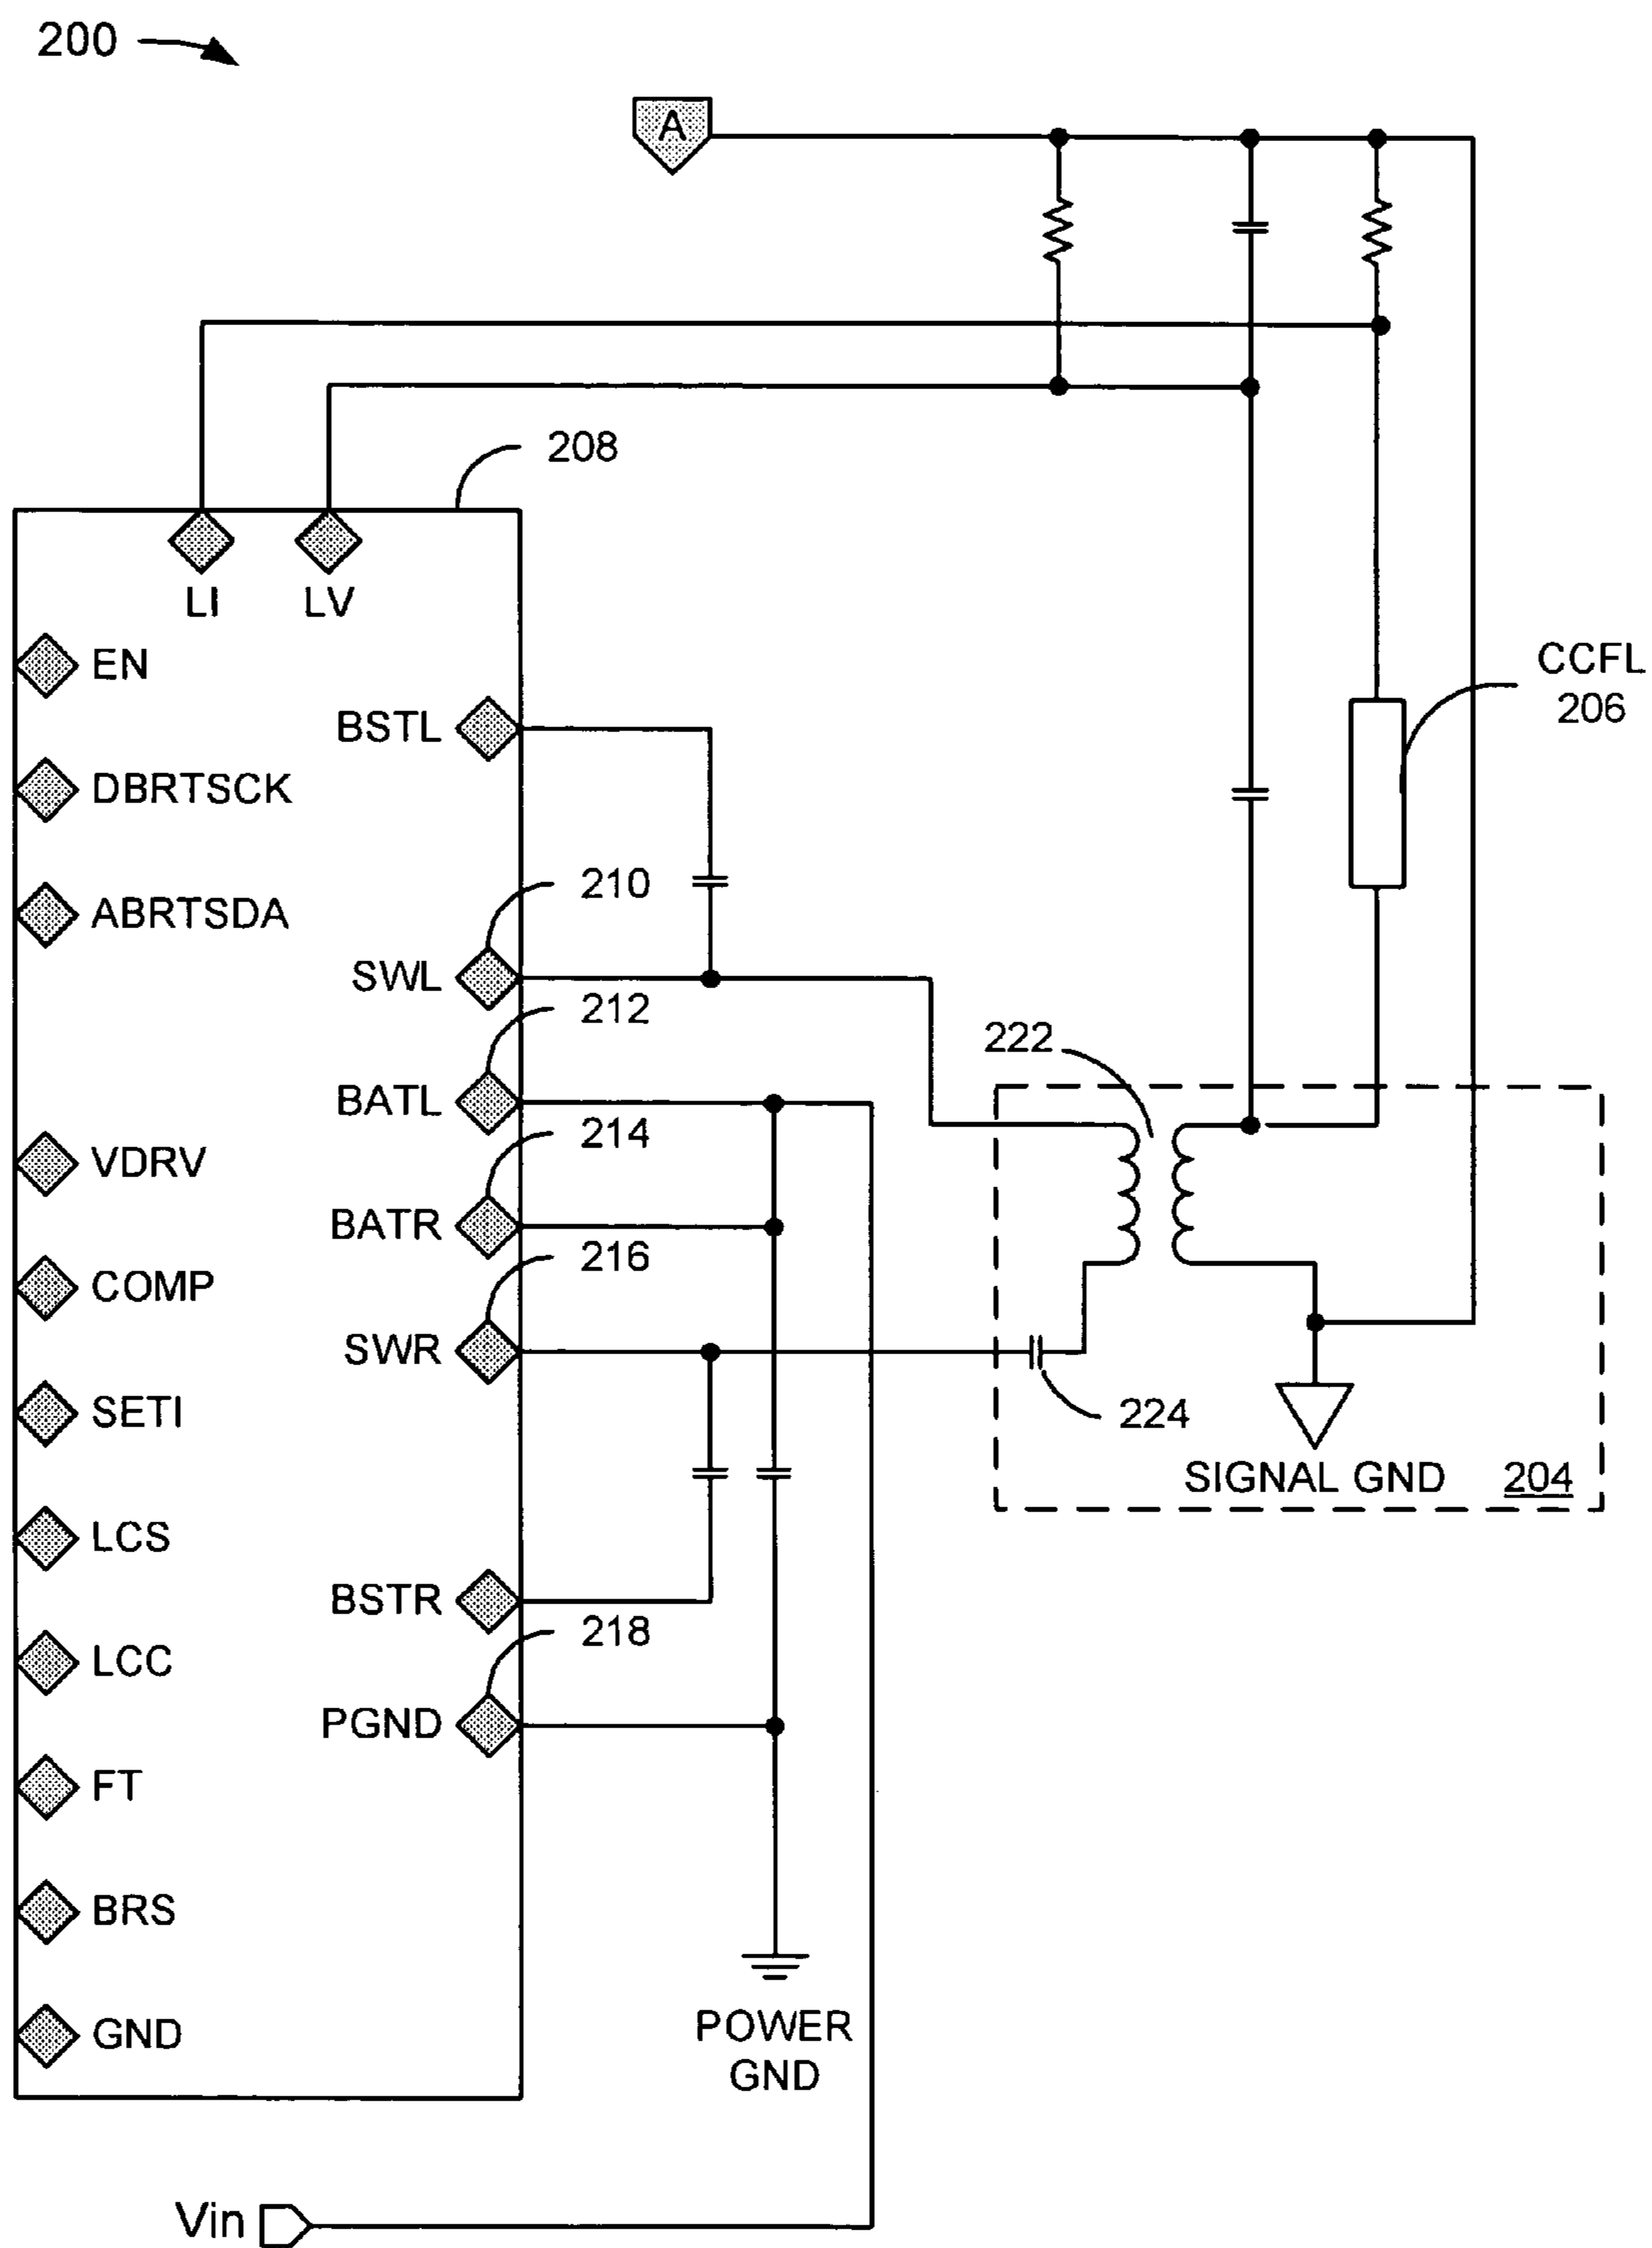 200
A
208
LI LV
EN
CCFL
206
BSTL
DBRTSCK
210
ABRTSDA
SWL
212
222
BATL
214
VDRV
BATR
216
COMP
SWR
224
SETI
SIGNAL GND 204
LCS
BSTR
218
LCC
PGND
FT
BRS
POWER
GND
GND
Vin